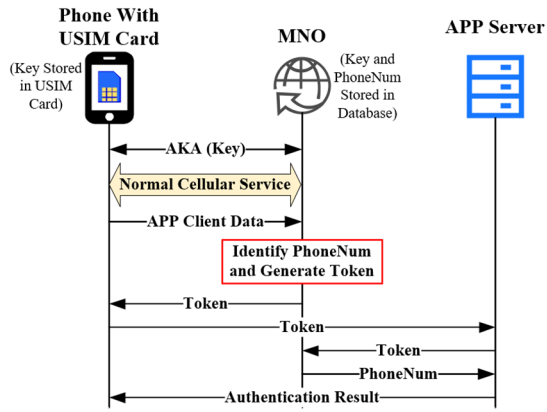 Phone With
USIM Card
MNO
APP Server
(Key Stored
in USIM
Card)
(Key and
PhoneNum
Stored in
Database)
AKA (Key)
Normal Cellular Service
APP Client Data
Identify PhoneNum
and Generate Token
Token
Token
Token
PhoneNum
Authentication Result